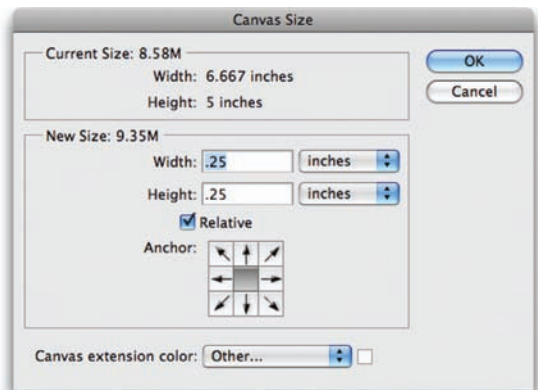 Canvas Size
Current Size: 8.58M
Width: 6.667 inches
Height: 5 inches
OK
Cancel
New Size: 9.35M
Width: .25 inches
Height: .25 inches
Relative
Anchor:
Canvas extension color: Other...